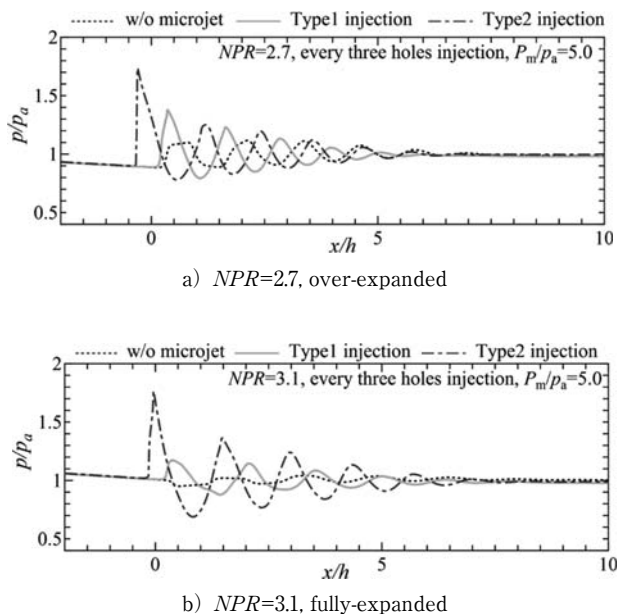 w/o microjet Type1 injection Type2 injection
2
NPR=2.7, every three holes injection, Pm/pa=5.0
1.5
p/pa
1
0.5
0 5 10
x/h
a) NPR=2.7, over-expanded
w/o microjet Type1 injection Type2 injection
2
NPR=3.1, every three holes injection, Pm/pa=5.0
1.5
p/pa
1
0.5
0 5 10
x/h
b) NPR=3.1, fully-expanded